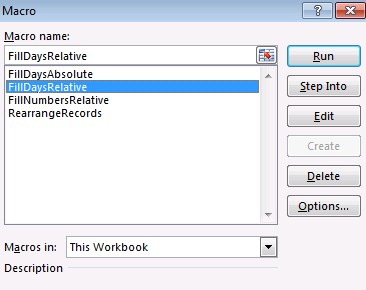 Macro
Macro name:
FillDaysRelative
Run
FillDaysAbsolute
FillDaysRelative
FillNumbersRelative
RearrangeRecords
Step Into
Edit
Create
Delete
Options...
Macros in: This Workbook
Description